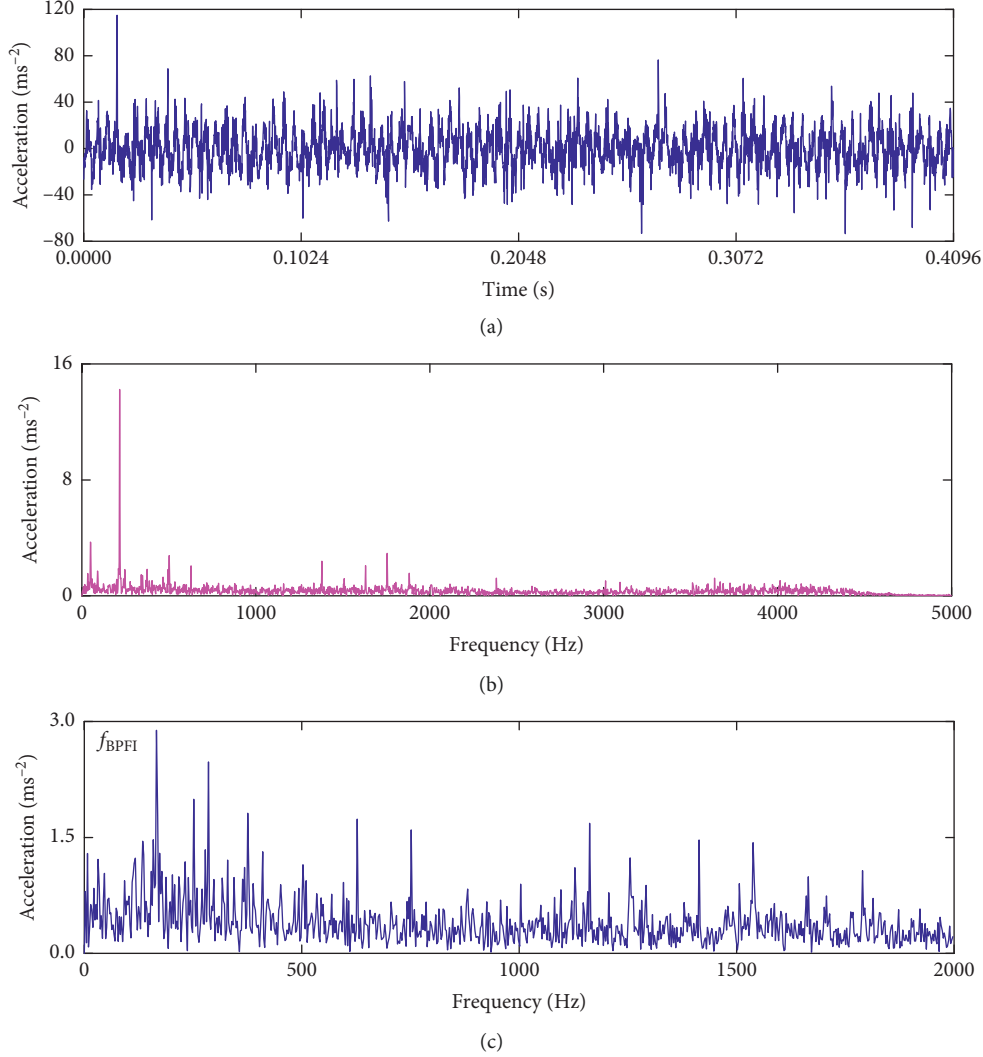 120
80
40
0
−40
−80
Acceleration (ms−2)
0.0000 0.1024 0.2048 0.3072 0.4096
Time (s)
(a)
16
8
0
Acceleration (ms−2)
0 1000 2000 3000 4000 5000
Frequency (Hz)
(b)
3.0
1.5
0.0
Acceleration (ms−2)
fBPFI
0 500 1000 1500 2000
Frequency (Hz)
(c)